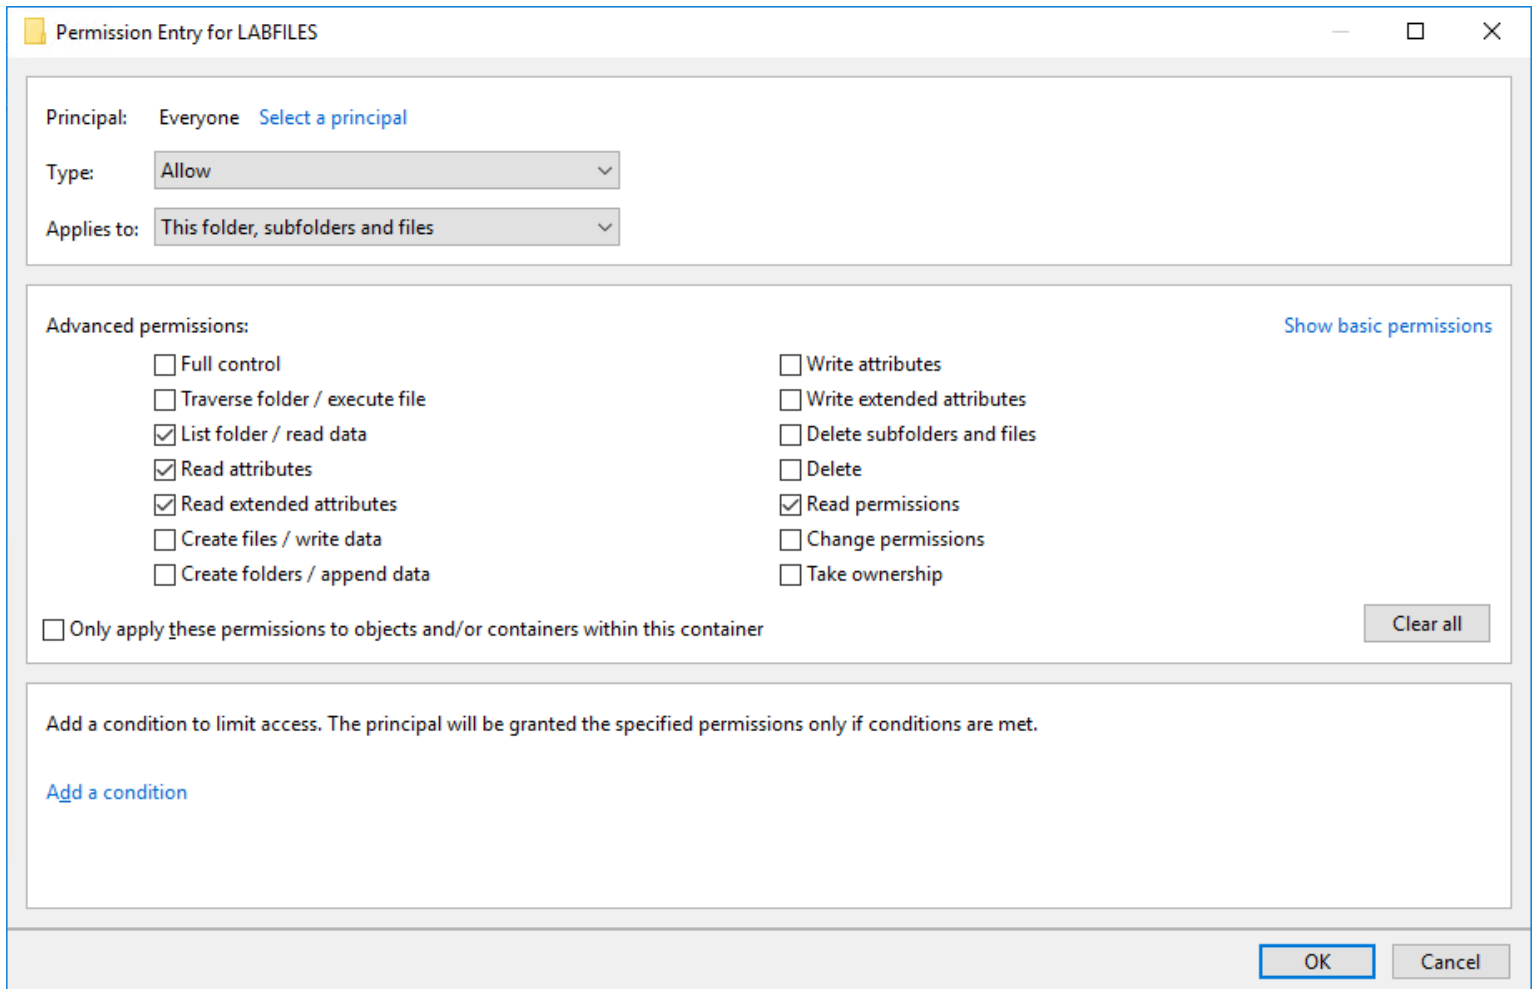 Permission Entry for LABFILES
Principal: Everyone Select a principal
Type: Allow
Applies to: This folder, subfolders and files
Advanced permissions: Show basic permissions
Full control Write attributes
Traverse folder / execute file Write extended attributes
List folder / read data Delete subfolders and files
Read attributes Delete
Read extended attributes Read permissions
Create files / write data Change permissions
Create folders / append data Take ownership
Only apply these permissions to objects and/or containers within this container Clear all
Add a condition to limit access. The principal will be granted the specified permissions only if conditions are met.
Add a condition
OK Cancel